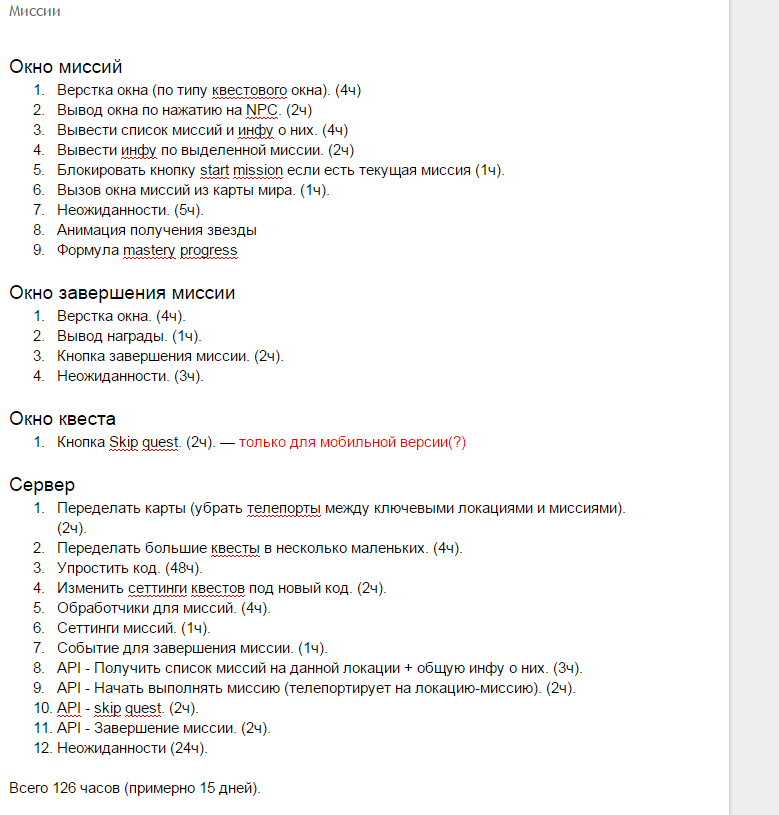 Миссии
Окно миссий
1. Верстка окна (по типу квестового окна). (4ч)
2. Вывод окна по нажатию на NPC. (2ч)
3. Вывести список миссий и инфу о них. (4ч)
4. Вывести инфу по выделенной миссии. (2ч)
5. Блокировать кнопку start mission если есть текущая миссия (1ч).
6. Вызов окна миссий из карты мира. (1ч).
7. Неожиданности. (5ч).
8. Анимация получения звезды
9. Формула mastery progress
Окно завершения миссии
1. Верстка окна. (4ч).
2. Вывод награды. (1ч).
3. Кнопка завершения миссии. (2ч).
4. Неожиданности. (3ч).
Окно квеста
1. Кнопка Skip quest. (2ч). — только для мобильной версии(?)
Сервер
1. Переделать карты (убрать телепорты между ключевыми локациями и миссиями).
(2ч).
2. Переделать большие квесты в несколько маленьких. (4ч).
3. Упростить код. (48ч).
4. Изменить сеттинги квестов под новый код. (2ч).
5. Обработчики для миссий. (4ч).
6. Сеттинги миссий. (1ч).
7. Событие для завершения миссии. (1ч).
8. API - Получить список миссий на данной локации + общую инфу о них. (3ч).
9. API - Начать выполнять миссию (телепортирует на локацию-миссию). (2ч).
10. API - skip quest. (2ч).
11. API - Завершение миссии. (2ч).
12. Неожиданности (24ч).
Всего 126 часов (примерно 15 дней).